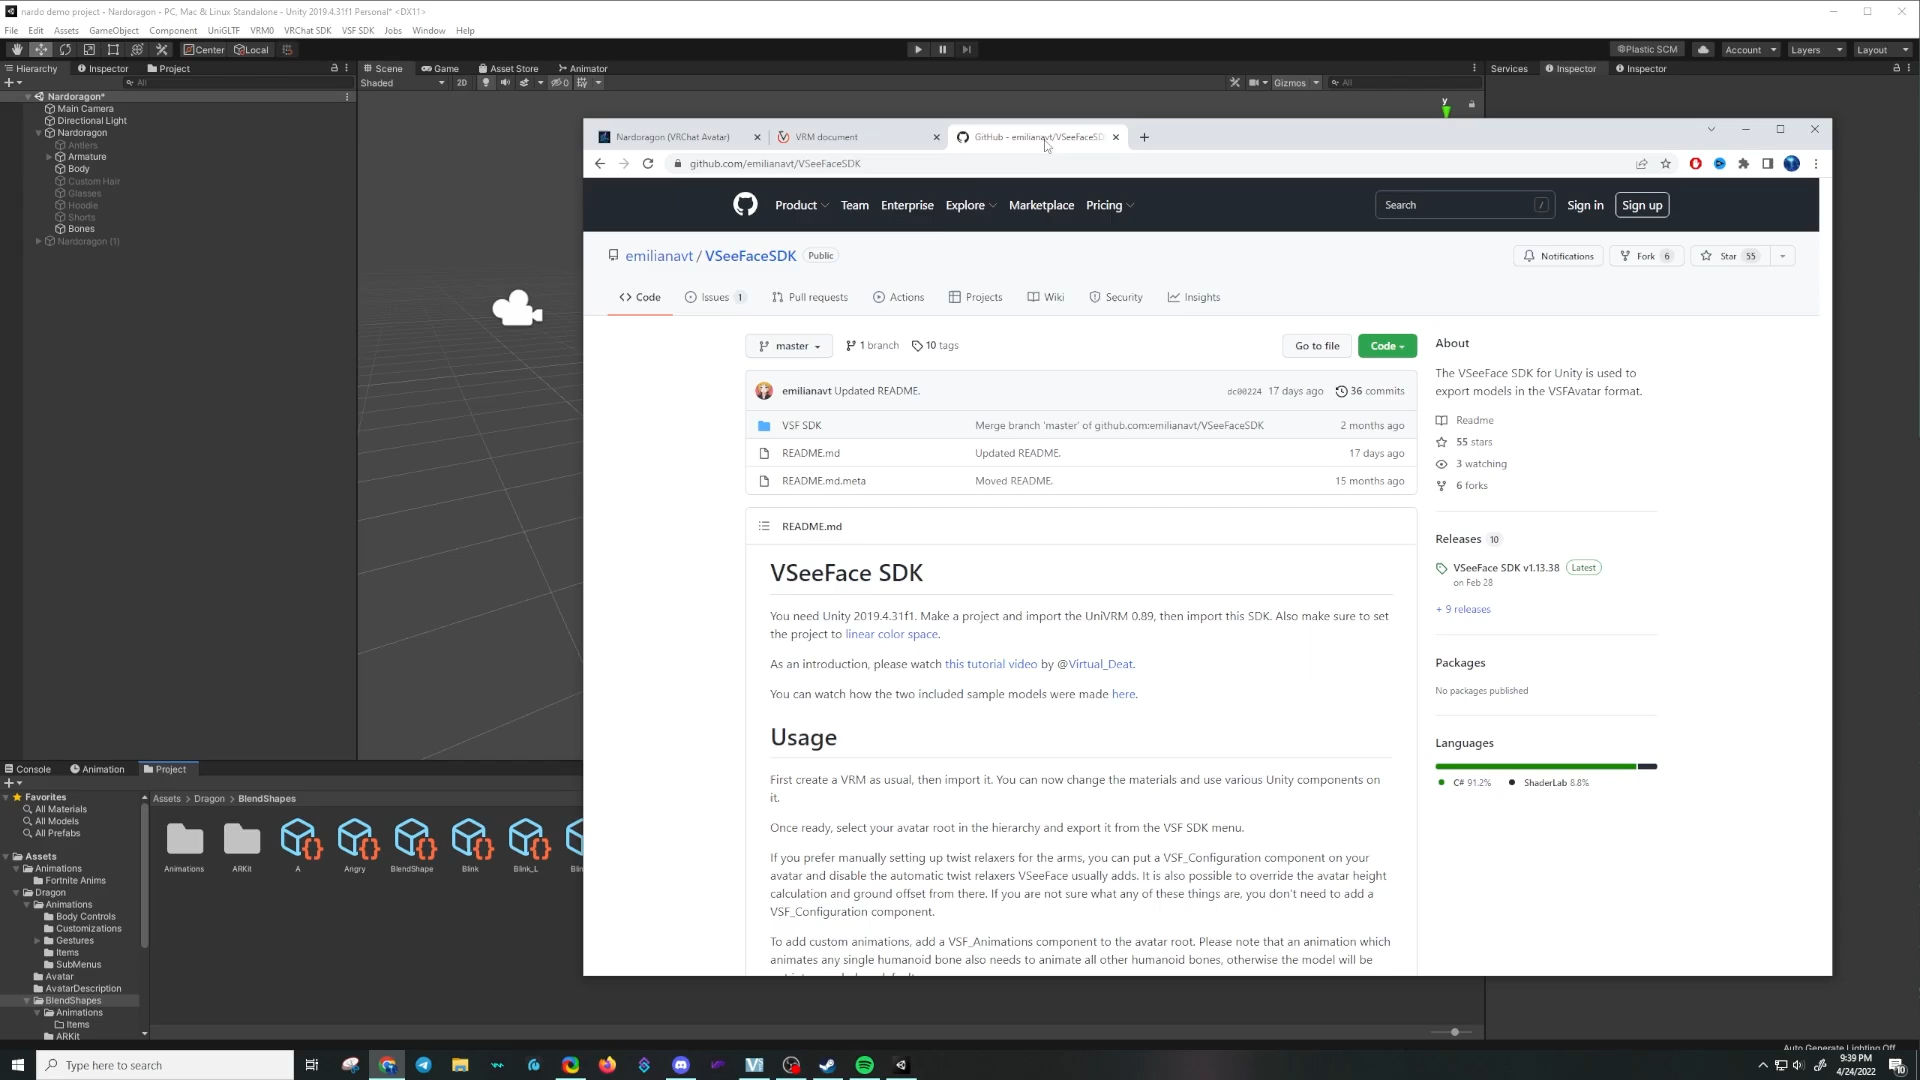 nardo demo project - Nardoragon - PC, Mac & Linux Standalone - Unity 2019.4.31f1 Personal* <DX11>
File Edit Assets GameObject Component UniGLTF VRM0 VRChat SDK VSF SDK Jobs Window Help
Center Local Plastic SCM Account Layers Layout
Hierarchy Inspector Project Scene Game Asset Store Animator Services Inspector Inspector
All Shaded 2D 0 Gizmos All
Nardoragon*
Main Camera
Directional Light
Nardoragon
Antlers
Armature
Body
Custom Hair
Glasses
Hoodie
Shorts
Bones
Nardoragon (1)
y
Nardoragon (VRChat Avatar) VRM document GitHub - emilianavt/VSeeFaceSD
github.com/emilianavt/VSeeFaceSDK
Product Team Enterprise Explore Marketplace Pricing Search / Sign in Sign up
emilianavt / VSeeFaceSDK Public Notifications Fork 6 Star 55
Code Issues 1 Pull requests Actions Projects Wiki Security Insights
master 1 branch 10 tags Go to file Code
emilianavt Updated README. dc00224 17 days ago 36 commits
VSF SDK Merge branch 'master' of github.com:emilianavt/VSeeFaceSDK 2 months ago
README.md Updated README. 17 days ago
README.md.meta Moved README. 15 months ago
README.md
VSeeFace SDK
You need Unity 2019.4.31f1. Make a project and import the UniVRM 0.89, then import this SDK. Also make sure to set
the project to linear color space.
As an introduction, please watch this tutorial video by @Virtual_Deat.
You can watch how the two included sample models were made here.
Usage
First create a VRM as usual, then import it. You can now change the materials and use various Unity components on
it.
Once ready, select your avatar root in the hierarchy and export it from the VSF SDK menu.
If you prefer manually setting up twist relaxers for the arms, you can put a VSF_Configuration component on your
avatar and disable the automatic twist relaxers VSeeFace usually adds. It is also possible to override the avatar height
calculation and ground offset from there. If you are not sure what any of these things are, you don't need to add a
VSF_Configuration component.
To add custom animations, add a VSF_Animations component to the avatar root. Please note that an animation which
animates any single humanoid bone also needs to animate all other humanoid bones, otherwise the model will be
About
The VSeeFace SDK for Unity is used to
export models in the VSFAvatar format.
Readme
55 stars
3 watching
6 forks
Releases 10
VSeeFace SDK v1.13.38 Latest
on Feb 28
+ 9 releases
Packages
No packages published
Languages
C# 91.2% ShaderLab 8.8%
Console Animation Project
Favorites
All Materials
All Models
All Prefabs
Assets
Animations
Fortnite Anims
Dragon
Animations
Body Controls
Customizations
Gestures
Items
SubMenus
Avatar
AvatarDescription
BlendShapes
Animations
Items
ARKit
Assets > Dragon > BlendShapes
Animations ARKit A Angry BlendShape Blink Blink_L Blin
Auto Generate Lighting Off
Type here to search
9:39 PM
4/24/2022
10